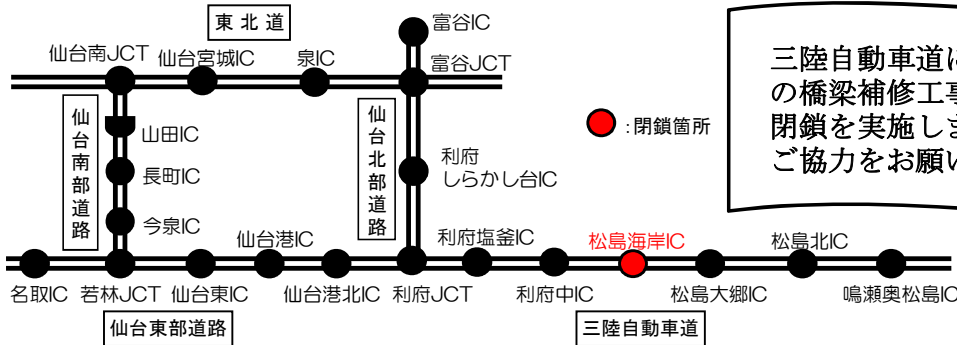 東北道
富谷IC
仙台南JCT
仙台宮城IC
泉IC
富谷JCT
仙台南部道路
山田IC
長町IC
今泉IC
仙台北部道路
利府
しらかし台IC
:閉鎖箇所
三陸自動車道に
の橋梁補修工事
閉鎖を実施しま
ご協力をお願い
仙台港IC
利府塩釜IC
松島海岸IC
松島北IC
名取IC
若林JCT
仙台東IC
仙台港北IC
利府JCT
利府中IC
松島大郷IC
鳴瀬奥松島IC
仙台東部道路
三陸自動車道